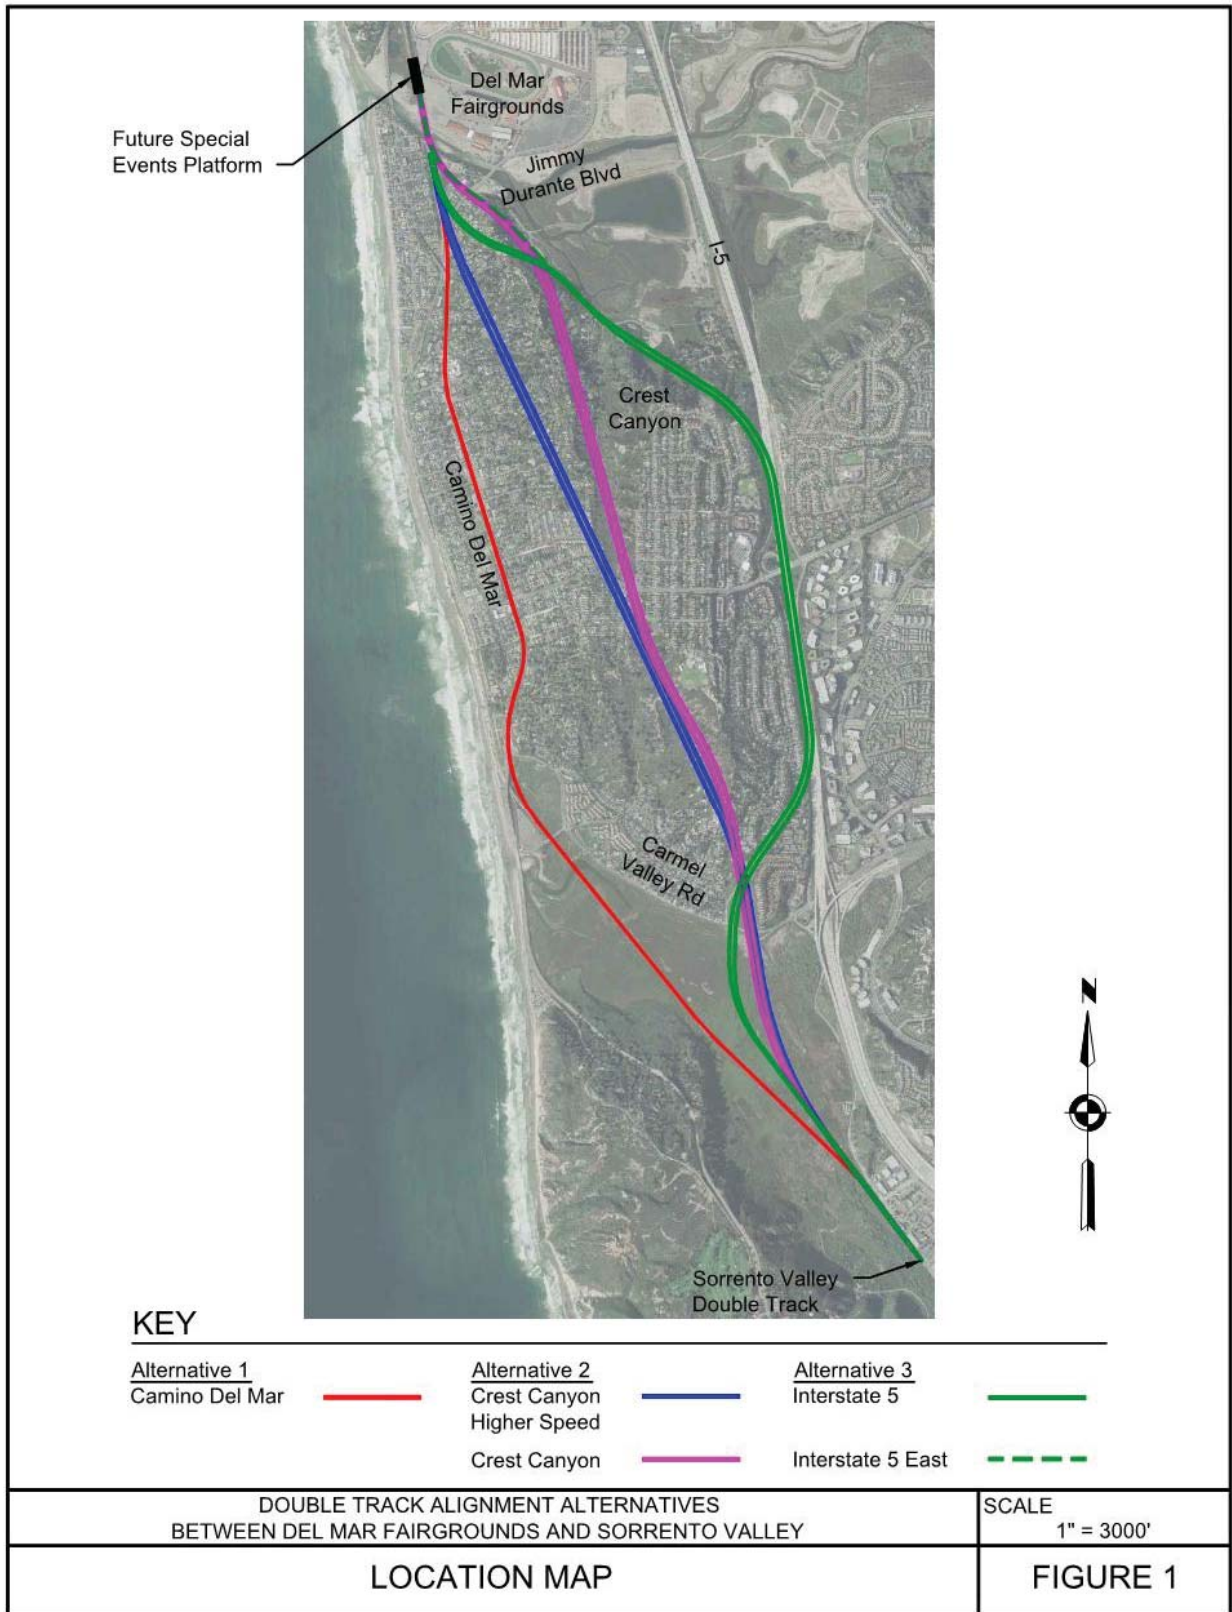 Del Mar
Fairgrounds
Future Special
Events Platform
Jimmy
Durante Blvd
I-5
Crest
Canyon
Camino Del Mar
Carmel
Valley Rd
N
Sorrento Valley
Double Track
KEY
Alternative 1
Camino Del Mar
Alternative 2
Crest Canyon
Higher Speed
Crest Canyon
Alternative 3
Interstate 5
Interstate 5 East
DOUBLE TRACK ALIGNMENT ALTERNATIVES
BETWEEN DEL MAR FAIRGROUNDS AND SORRENTO VALLEY
SCALE
1" = 3000'
LOCATION MAP
FIGURE 1